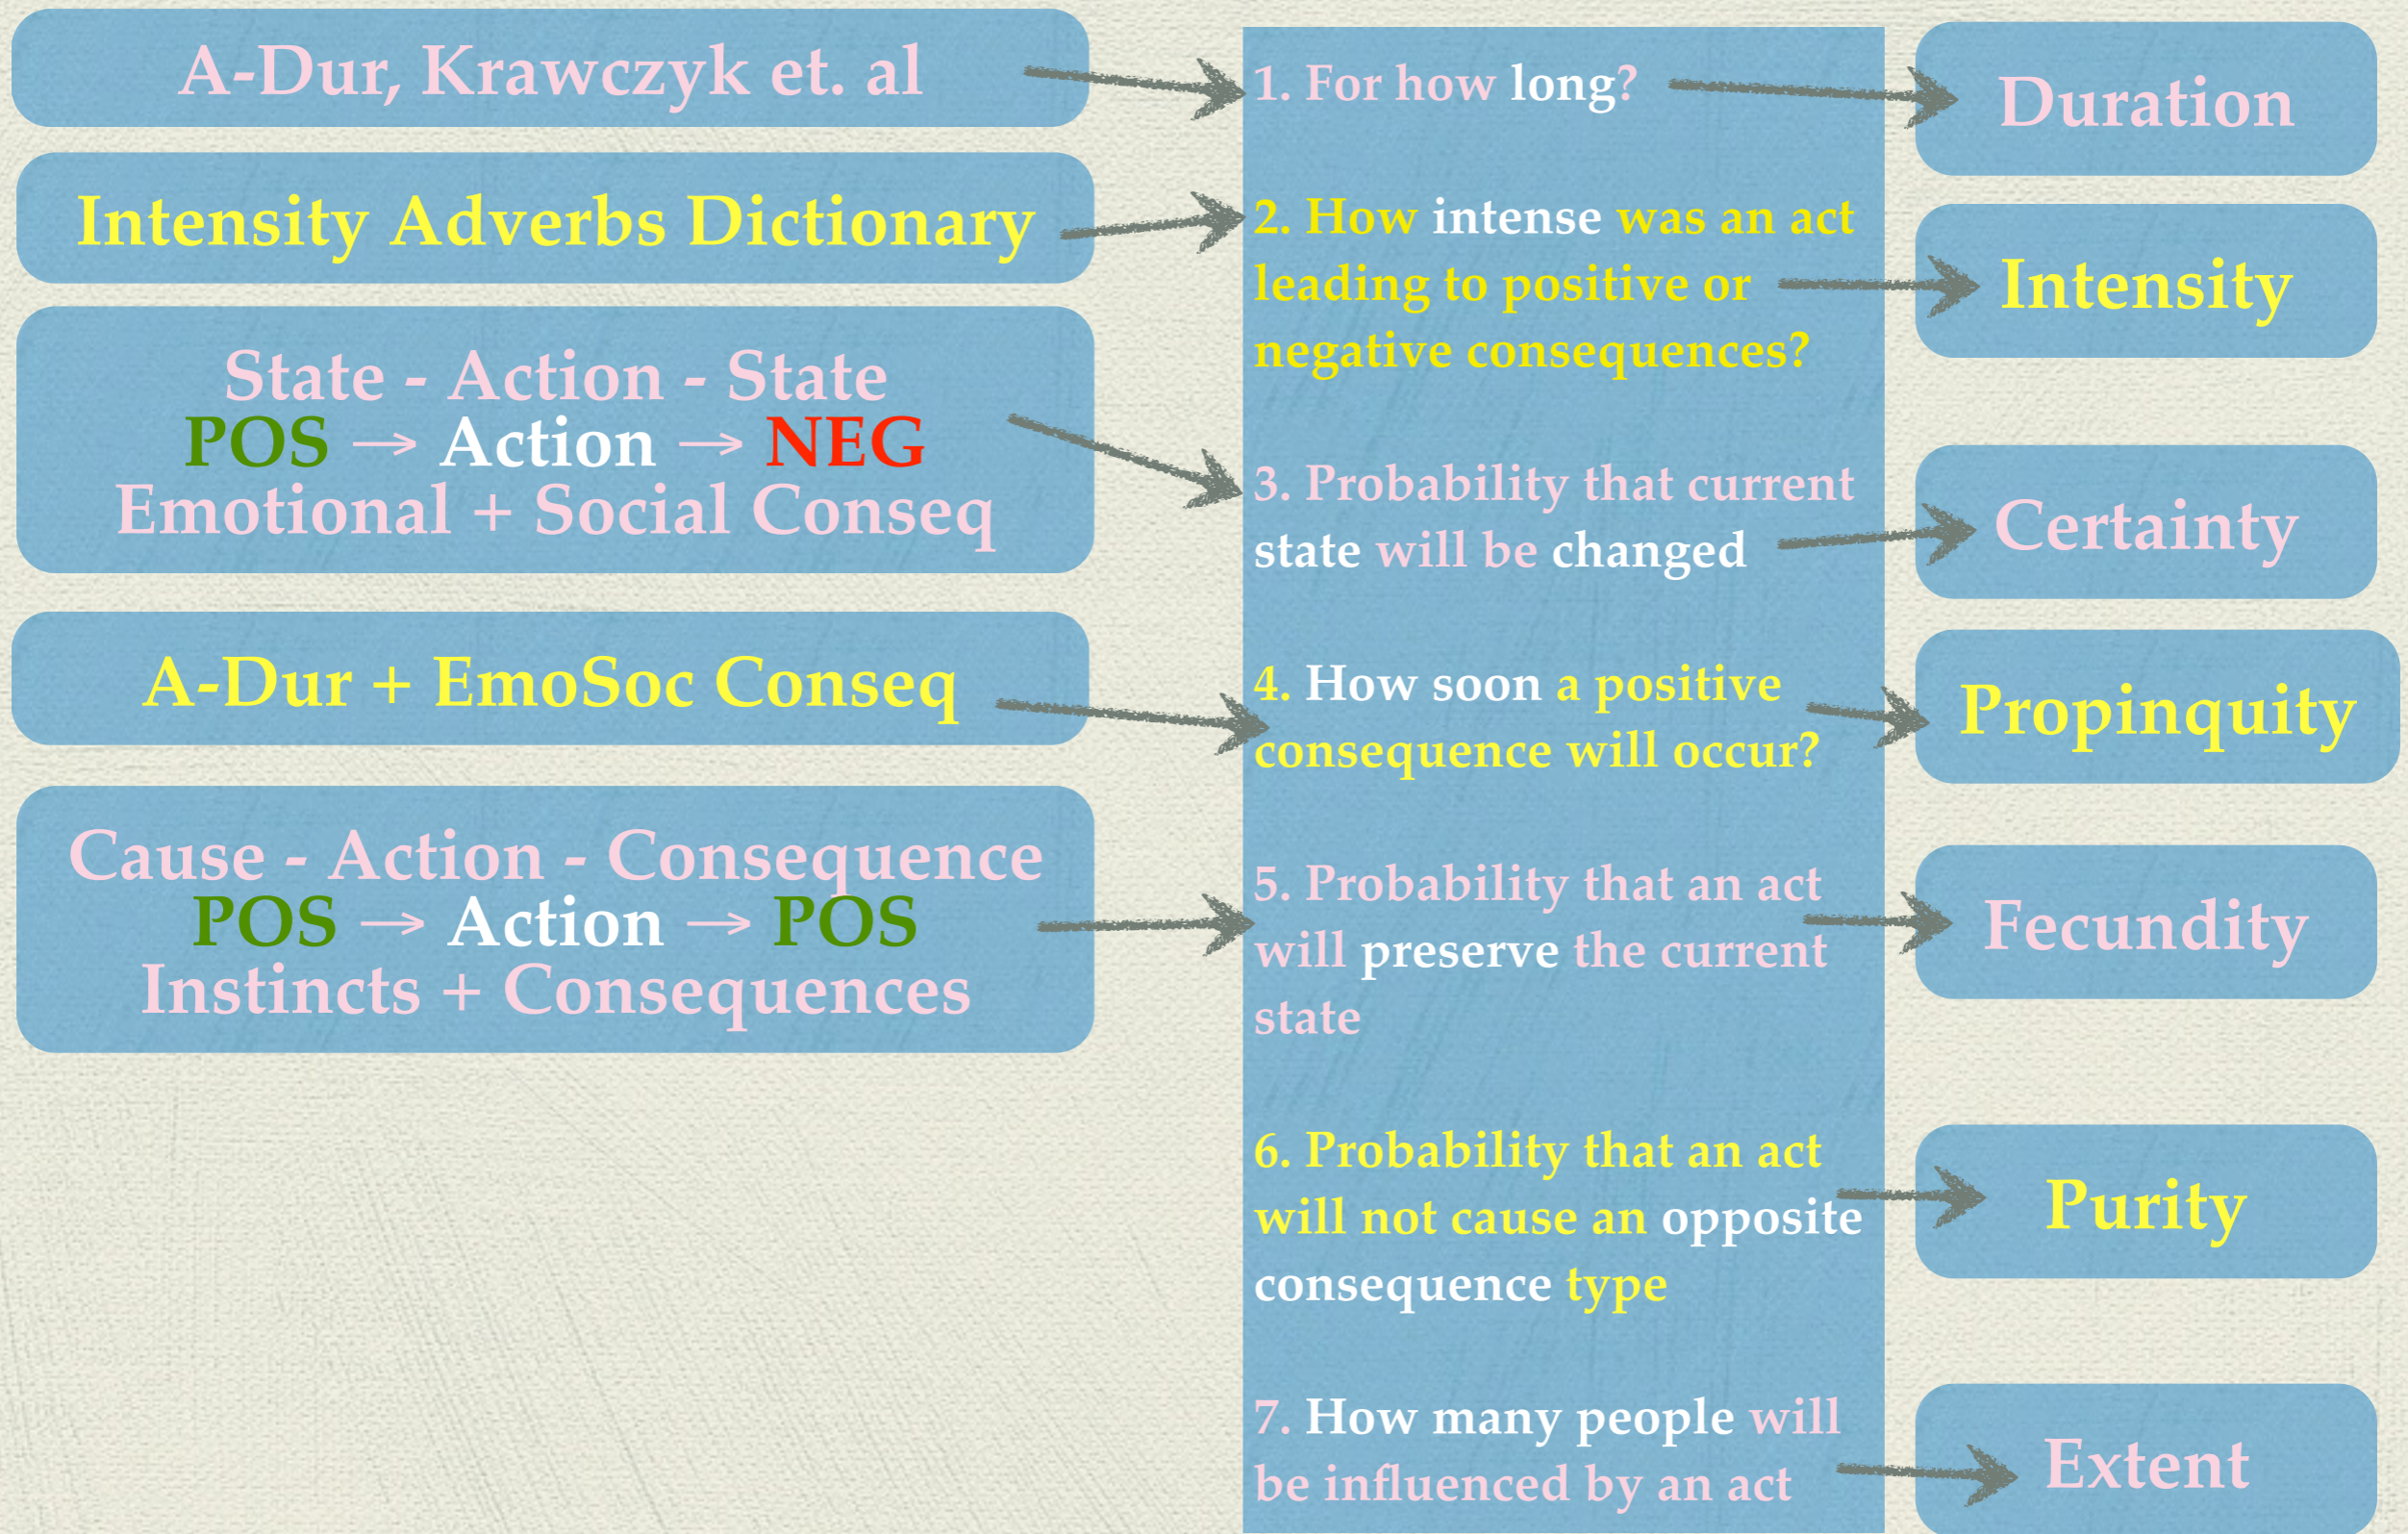 A-Dur, Krawczyk et. al
Intensity Adverbs Dictionary
State - Action - State
POS → Action → NEG
Emotional + Social Conseq
A-Dur + EmoSoc Conseq
Cause - Action - Consequence
POS → Action → POS
Instincts + Consequences
1. For how long?
2. How intense was an act
leading to positive or
negative consequences?
3. Probability that current
state will be changed
4. How soon a positive
consequence will occur?
5. Probability that an act
will preserve the current
state
6. Probability that an act
will not cause an opposite
consequence type
7. How many people will
be influenced by an act
Duration
Intensity
Certainty
Propinquity
Fecundity
Purity
Extent